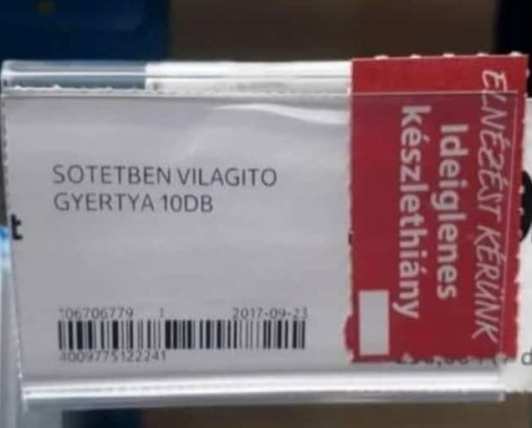 SOTETBEN VILAGITO
GYERTYA 10DB
106706779 1 2017-09-23
4009775122241
ELNÉZÉST KÉRÜNK
Ideiglenes
készlethiány
t